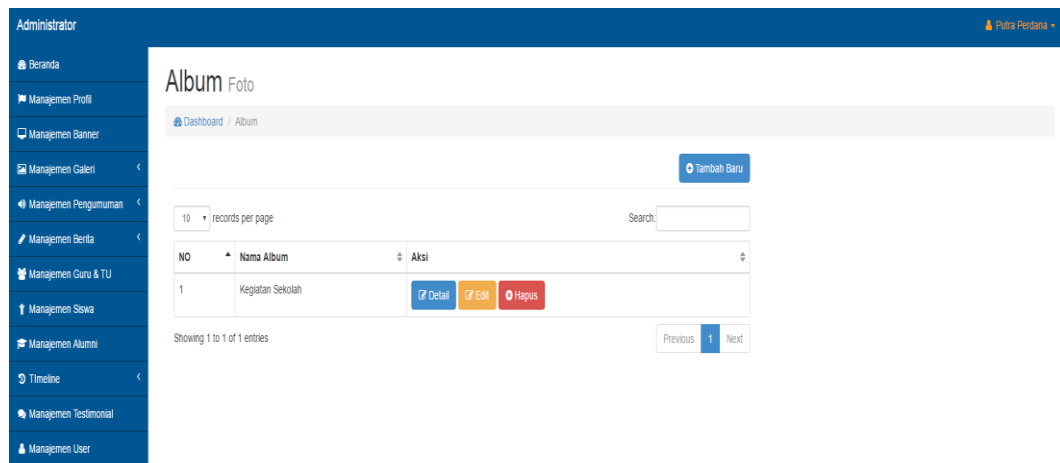 Administrator
Putra Perdana
Beranda
Manajemen Profil
Manajemen Banner
Manajemen Galeri
Manajemen Pengumuman
Manajemen Berita
Manajemen Guru & TU
Manajemen Siswa
Manajemen Alumni
TImeline
Manajemen Testimonial
Manajemen User
Album Foto
Dashboard / Album
Tambah Baru
10 records per page
Search:
NO Nama Album Aksi
1 Kegiatan Sekolah Detail Edit Hapus
Showing 1 to 1 of 1 entries
Previous 1 Next